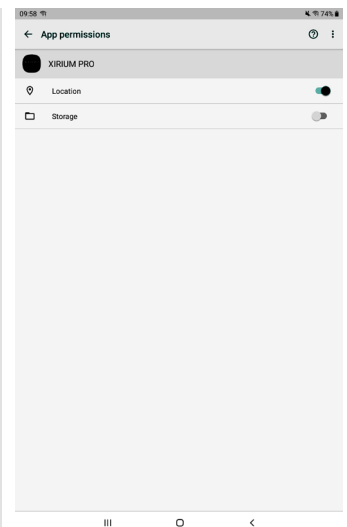 09:58
74%
App permissions
XIRIUM PRO
Location
Storage